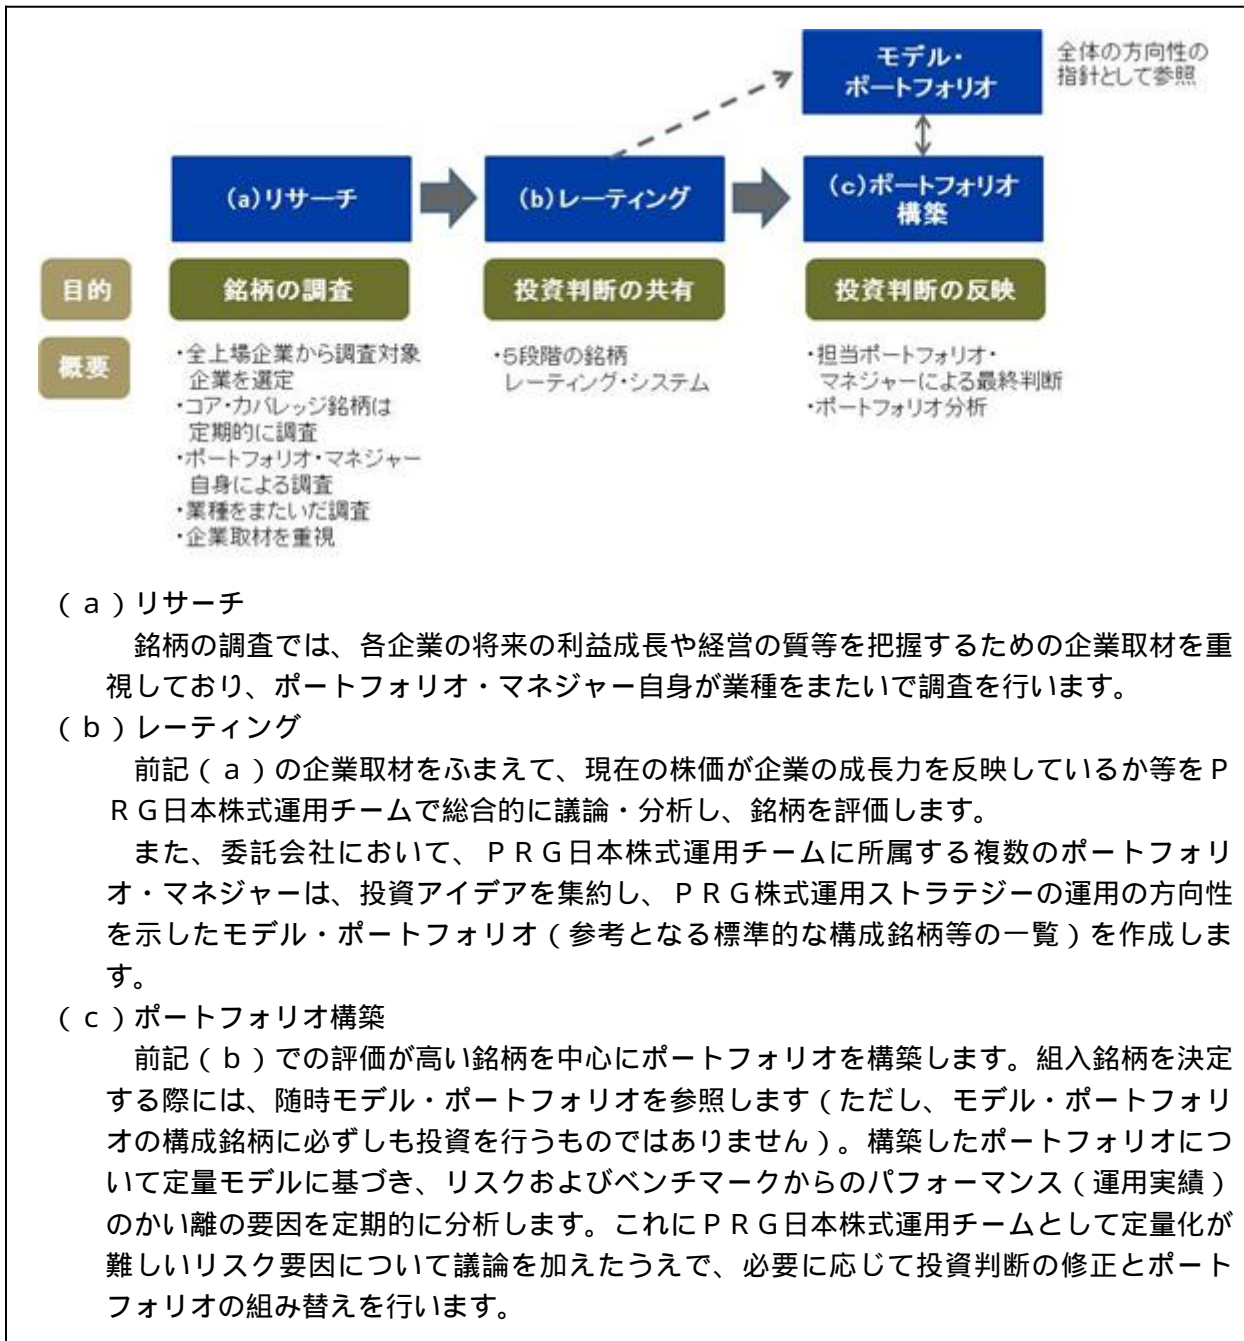 モデル・
ポートフォリオ
全体の方向性の
指針として参照
(a)リサーチ
(b)レーティング
(c)ポートフォリオ
構築
目的
銘柄の調査
投資判断の共有
投資判断の反映
概要
・全上場企業から調査対象
企業を選定
・コア・カバレッジ銘柄は
定期的に調査
・ポートフォリオ・マネジャー
自身による調査
・業種をまたいだ調査
・企業取材を重視
・5段階の銘柄
レーティング・システム
・担当ポートフォリオ・
マネジャーによる最終判断
・ポートフォリオ分析
(a)リサーチ
銘柄の調査では、各企業の将来の利益成長や経営の質等を把握するための企業取材を重
視しており、ポートフォリオ・マネジャー自身が業種をまたいで調査を行います。
(b)レーティング
前記(a)の企業取材をふまえて、現在の株価が企業の成長力を反映しているか等をP
RG日本株式運用チームで総合的に議論・分析し、銘柄を評価します。
また、委託会社において、PRG日本株式運用チームに所属する複数のポートフォリ
オ・マネジャーは、投資アイデアを集約し、PRG株式運用ストラテジーの運用の方向性
を示したモデル・ポートフォリオ(参考となる標準的な構成銘柄等の一覧)を作成しま
す。
(c)ポートフォリオ構築
前記(b)での評価が高い銘柄を中心にポートフォリオを構築します。組入銘柄を決定
する際には、随時モデル・ポートフォリオを参照します(ただし、モデル・ポートフォリ
オの構成銘柄に必ずしも投資を行うものではありません)。構築したポートフォリオにつ
いて定量モデルに基づき、リスクおよびベンチマークからのパフォーマンス(運用実績)
のかい離の要因を定期的に分析します。これにPRG日本株式運用チームとして定量化が
難しいリスク要因について議論を加えたうえで、必要に応じて投資判断の修正とポート
フォリオの組み替えを行います。